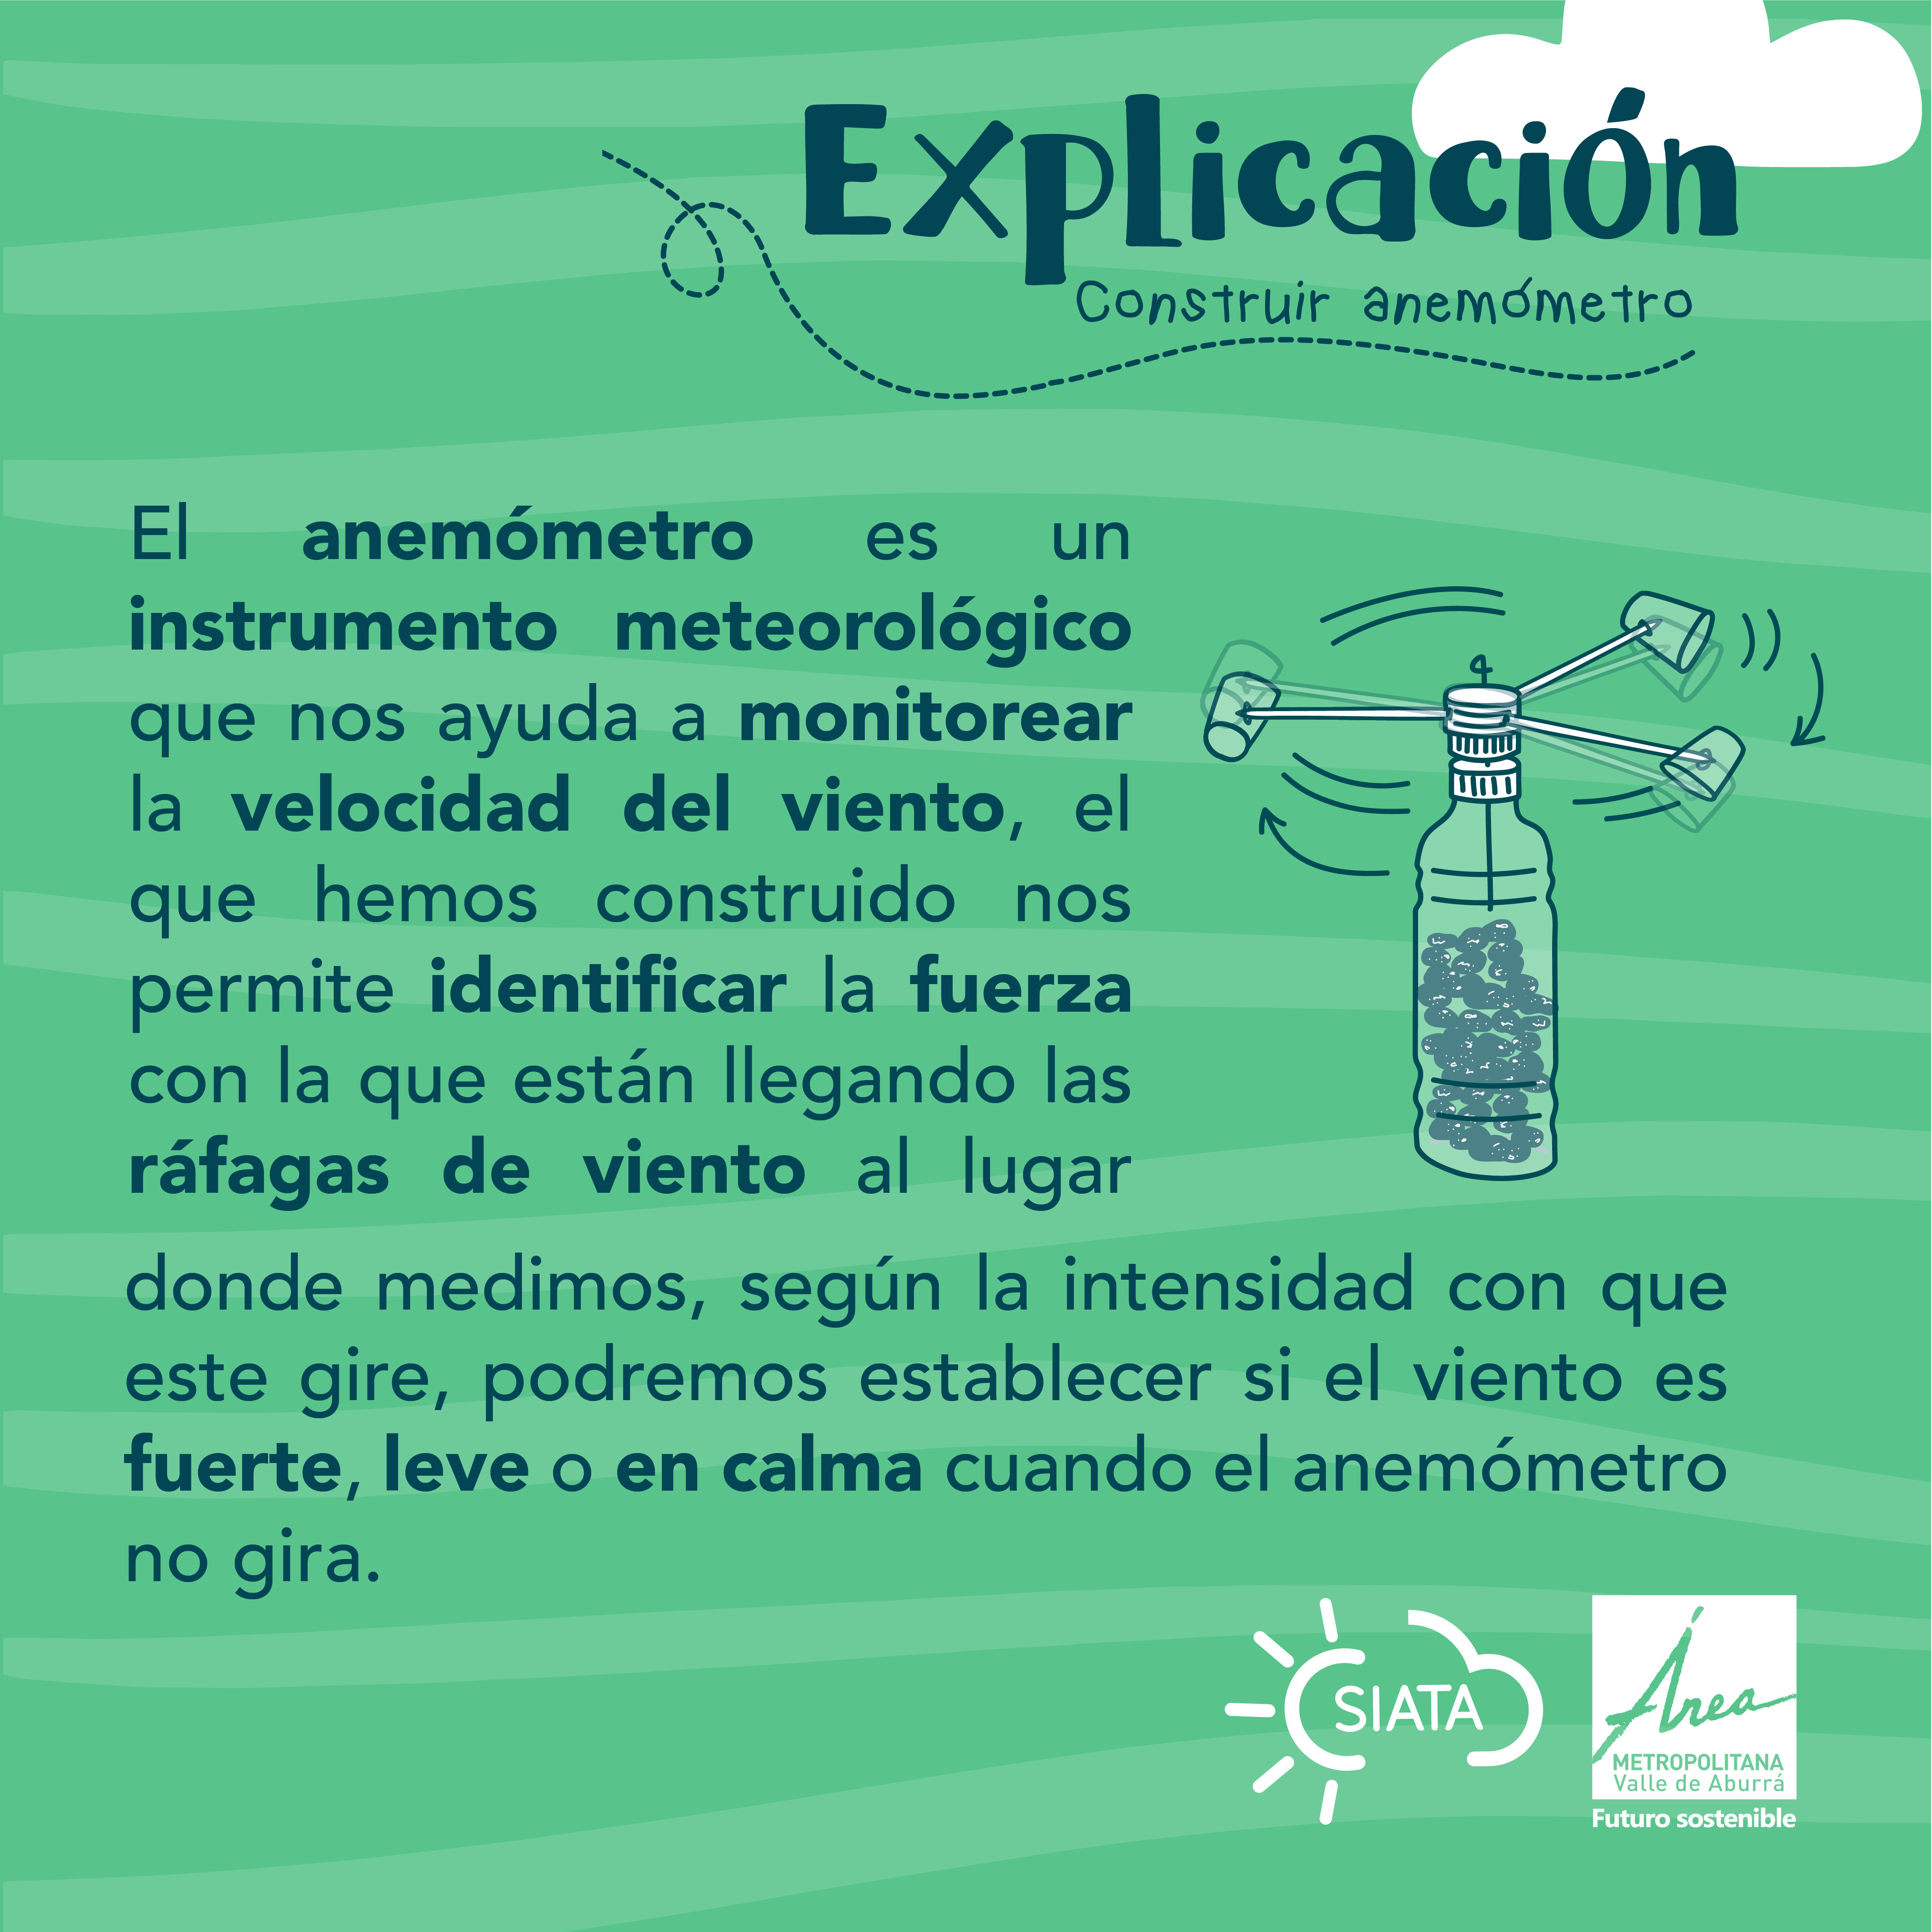 Explicación
Construir anemómetro
El anemómetro es un
instrumento meteorológico
que nos ayuda a monitorear
la velocidad del viento, el
que hemos construido nos
permite identificar la fuerza
con la que están llegando las
ráfagas de viento al lugar
donde medimos, según la intensidad con que
este gire, podremos establecer si el viento es
fuerte, leve o en calma cuando el anemómetro
no gira.
SIATA
Área
METROPOLITANA
Valle de Aburrá
Futuro sostenible